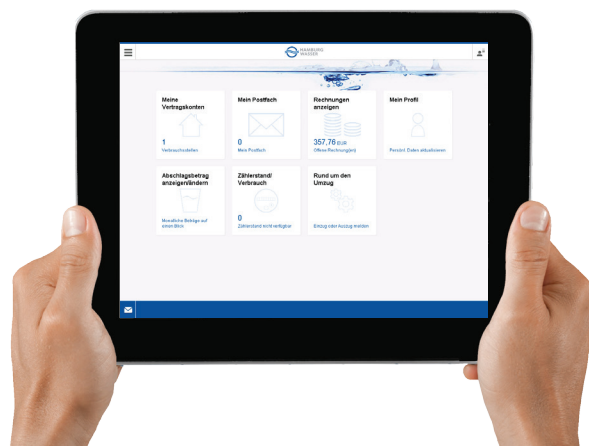 HAMBURG
WASSER
Meine
Vertragskonten
1
Verbrauchsstellen
Mein Postfach
0
Mein Postfach
Rechnungen
anzeigen
357,76 EUR
Offene Rechnung(en)
Mein Profil
Persönl. Daten aktualisieren
Abschlagsbetrag
anzeigen/ändern
Monatliche Beträge auf
einen Blick
Zählerstand/
Verbrauch
0
Zählerstand nicht verfügbar
Rund um den
Umzug
Einzug oder Auszug melden